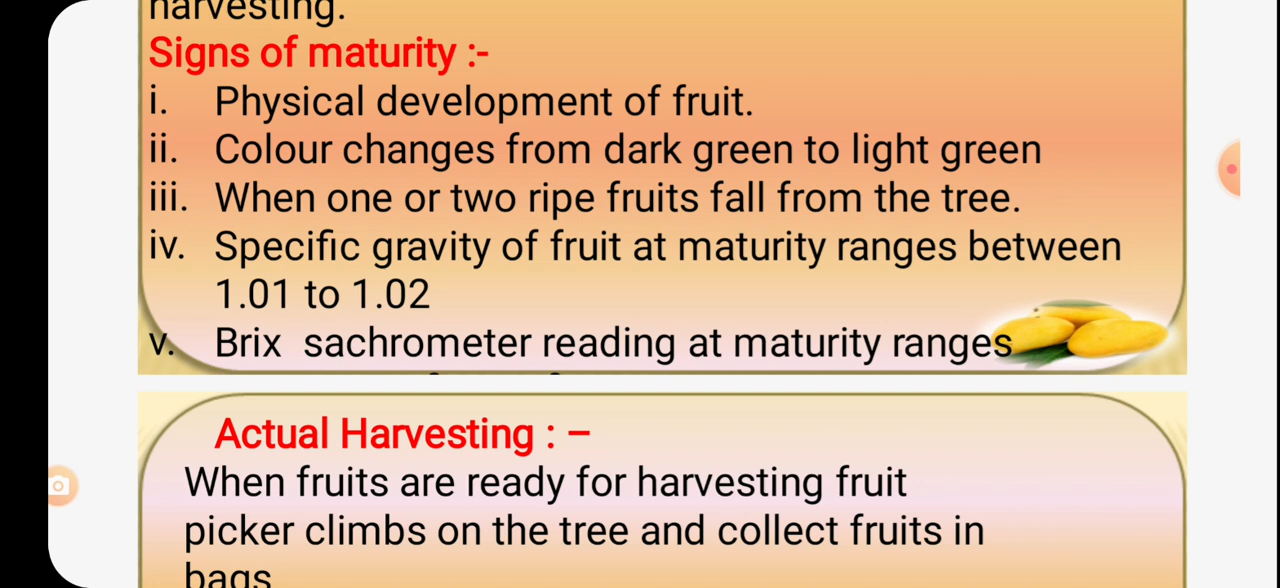 harvesting.
Signs of maturity :-
i. Physical development of fruit.
ii. Colour changes from dark green to light green
iii. When one or two ripe fruits fall from the tree.
iv. Specific gravity of fruit at maturity ranges between
1.01 to 1.02
v. Brix sachrometer reading at maturity ranges
Actual Harvesting : –
When fruits are ready for harvesting fruit
picker climbs on the tree and collect fruits in
bags